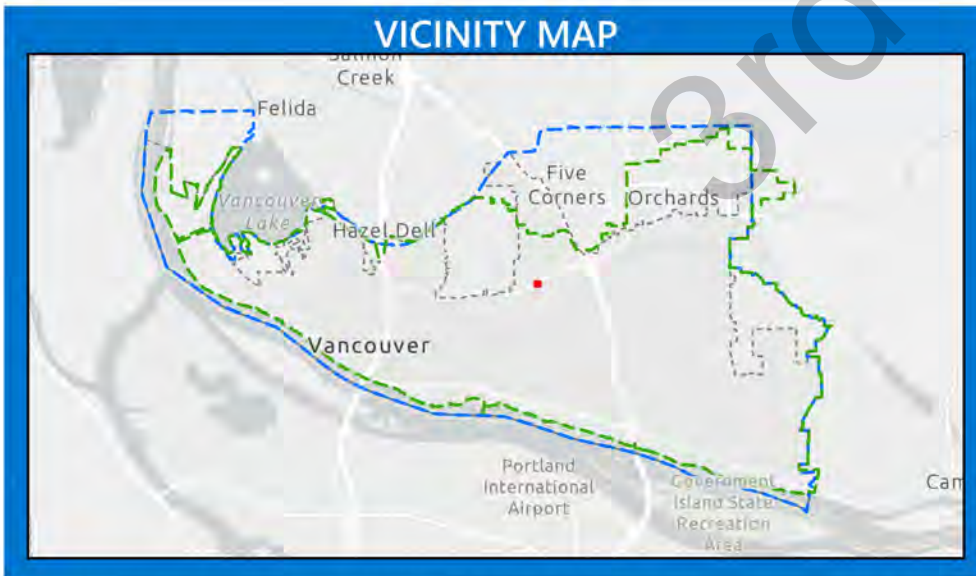 VICINITY MAP
3rd
Salmon
Creek
Felida
Five
Corners
Orchards
Vancouver
Lake
Hazel Dell
Vancouver
Portland
International
Airport
Government
Island State
Recreation
Area
Cam